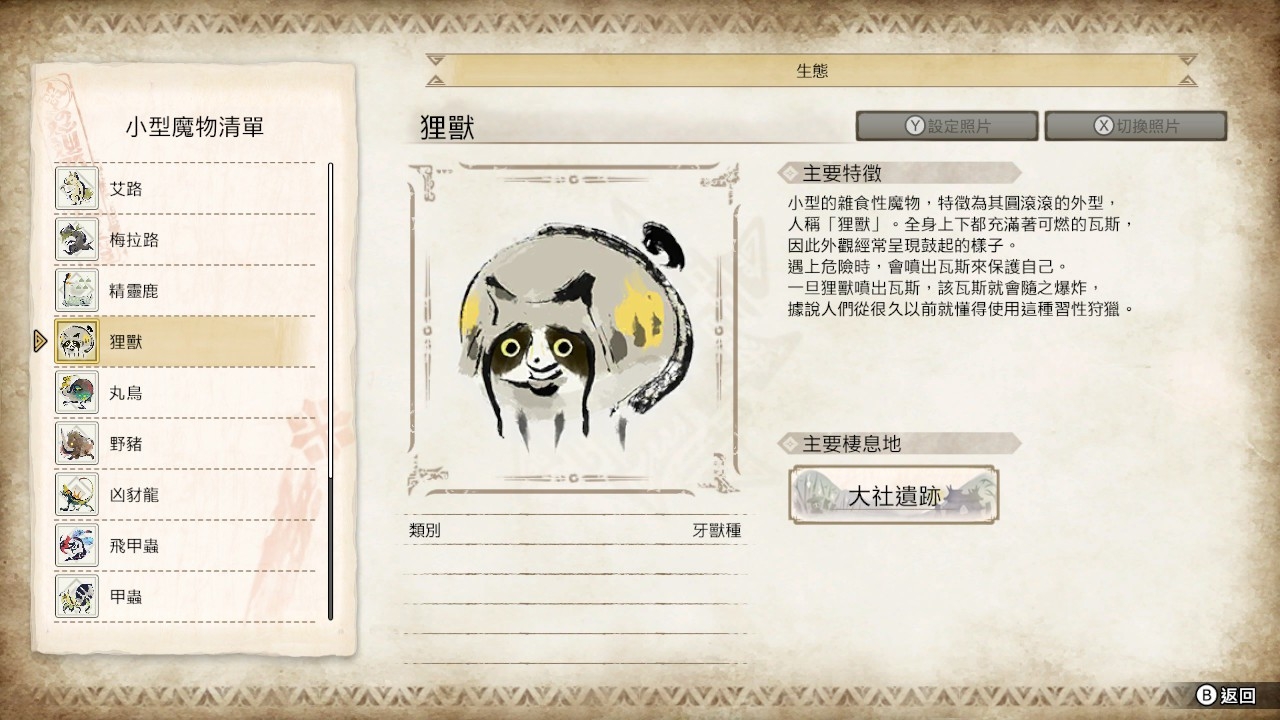 生態
小型魔物清單
艾路
梅拉路
精靈鹿
狸獸
丸鳥
野豬
凶豺龍
飛甲蟲
甲蟲
狸獸
Y設定照片
X切換照片
主要特徵
小型的雜食性魔物，特徵為其圓滾滾的外型，
人稱「狸獸」。全身上下都充滿著可燃的瓦斯，
因此外觀經常呈現鼓起的樣子。
遇上危險時，會噴出瓦斯來保護自己。
一旦狸獸噴出瓦斯，該瓦斯就會隨之爆炸，
據說人們從很久以前就懂得使用這種習性狩獵。
主要棲息地
大社遺跡
類別 牙獸種
B返回